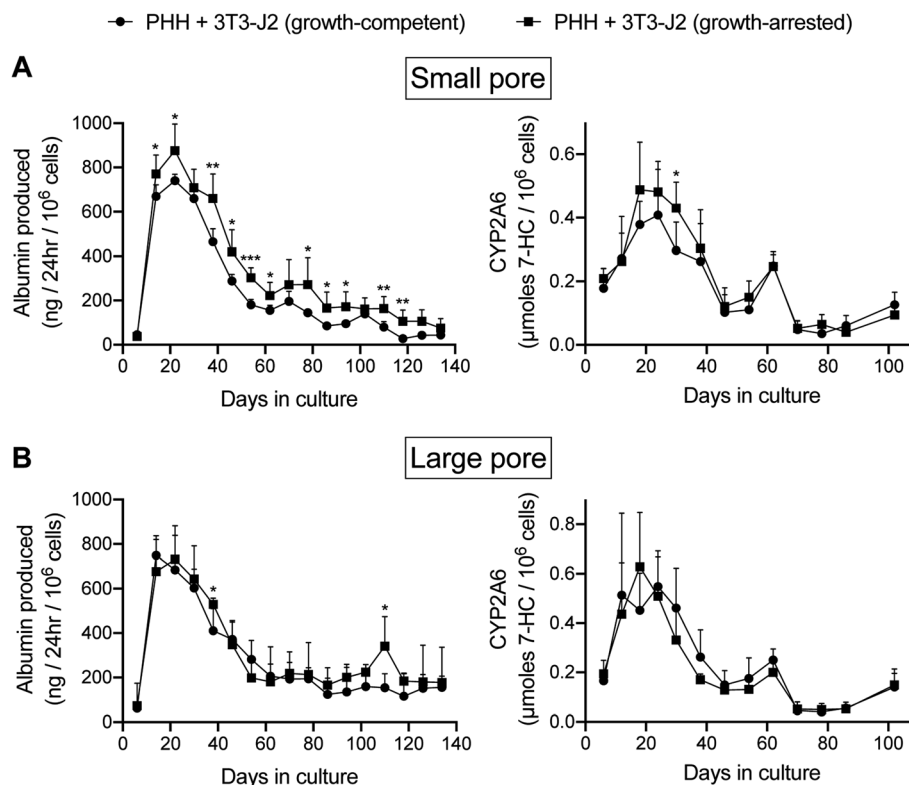 PHH + 3T3-J2 (growth-competent) PHH + 3T3-J2 (growth-arrested)
A
Small pore
Albumin produced
(ng / 24hr / 10⁶ cells)
1000
800
600
400
200
0
* * ** * *** * * * * ** **
0 20 40 60 80 100 120 140
Days in culture
CYP2A6
(µmoles 7-HC / 10⁶ cells)
0.6
0.4
0.2
0.0
*
0 20 40 60 80 100
Days in culture
B
Large pore
Albumin produced
(ng / 24hr / 10⁶ cells)
1000
800
600
400
200
0
* *
0 20 40 60 80 100 120 140
Days in culture
CYP2A6
(µmoles 7-HC / 10⁶ cells)
0.8
0.6
0.4
0.2
0.0
0 20 40 60 80 100
Days in culture